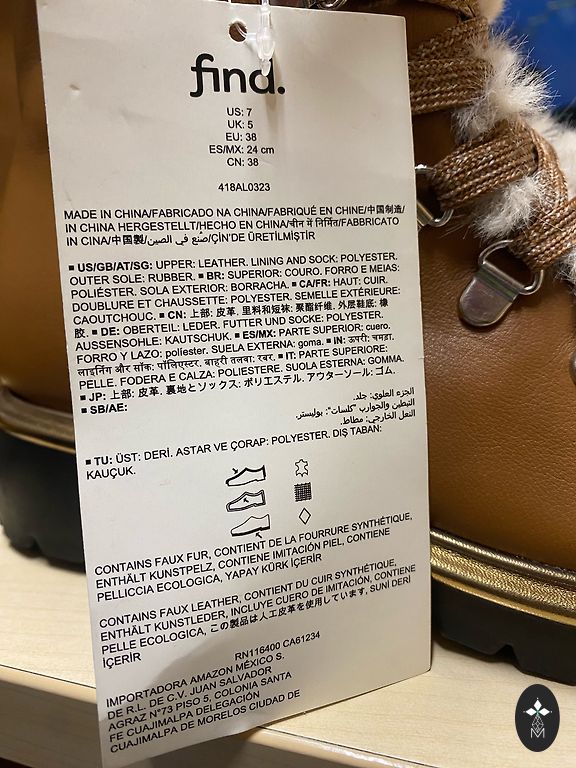 find.
US: 7
UK: 5
EU: 38
ES/MX: 24 cm
CN: 38
418AL0323
MADE IN CHINA/FABRICADO NA CHINA/FABRIQUÉ EN CHINE/中国制造/
IN CHINA HERGESTELLT/HECHO EN CHINA/चीन में निर्मित/FABBRICATO
IN CINA/中国製/صنع في الصين/ÇİN'DE ÜRETİLMİŞTİR
■ US/GB/AT/SG: UPPER: LEATHER. LINING AND SOCK: POLYESTER.
OUTER SOLE: RUBBER. ■ BR: SUPERIOR: COURO. FORRO E MEIAS:
POLIÉSTER. SOLA EXTERIOR: BORRACHA. ■ CA/FR: HAUT: CUIR.
DOUBLURE ET CHAUSSETTE: POLYESTER. SEMELLE EXTÉRIEURE:
CAOUTCHOUC. ■ CN: 上部: 皮革, 里料和短袜: 聚酯纤维. 外层鞋底: 橡
胶. ■ DE: OBERTEIL: LEDER. FUTTER UND SOCKE: POLYESTER.
AUSSENSOHLE: KAUTSCHUK. ■ ES/MX: PARTE SUPERIOR: cuero.
FORRO Y LAZO: poliester. SUELA EXTERNA: goma. ■ IN: ऊपरी: चमड़ा.
लाइनिंग और सॉक: पॉलिएस्टर. बाहरी तलवा: रबर. ■ IT: PARTE SUPERIORE:
PELLE. FODERA E CALZA: POLIESTERE. SUOLA ESTERNA: GOMMA.
■ JP: 上部: 皮革. 裏地とソックス: ポリエステル. アウターソール: ゴム.
■ SB/AE:
الجزء العلوي: جلد.
التبطين والجوارب "كلسات": بوليستر.
النعل الخارجي: مطاط.
■ TU: ÜST: DERİ. ASTAR VE ÇORAP: POLYESTER. DIŞ TABAN:
KAUÇUK.
CONTAINS FAUX FUR, CONTIENT DE LA FOURRURE SYNTHÉTIQUE,
ENTHÄLT KUNSTPELZ, CONTIENE IMITACIÓN PIEL, CONTIENE
PELLICCIA ECOLOGICA, YAPAY KÜRK İÇERİR
CONTAINS FAUX LEATHER, CONTIENT DU CUIR SYNTHÉTIQUE,
ENTHÄLT KUNSTLEDER, INCLUYE CUERO DE IMITACIÓN, CONTIENE
PELLE ECOLOGICA, この製品は人工皮革を使用しています, SUNİ DERİ
İÇERİR
RN116400 CA61234
IMPORTADORA AMAZON MÉXICO S.
DE R.L. DE C.V. JUAN SALVADOR
AGRAZ N°73 PISO 5, COLONIA SANTA
FE CUAJIMALPA DELEGACIÓN
CUAJIMALPA DE MORELOS CIUDAD DE
M